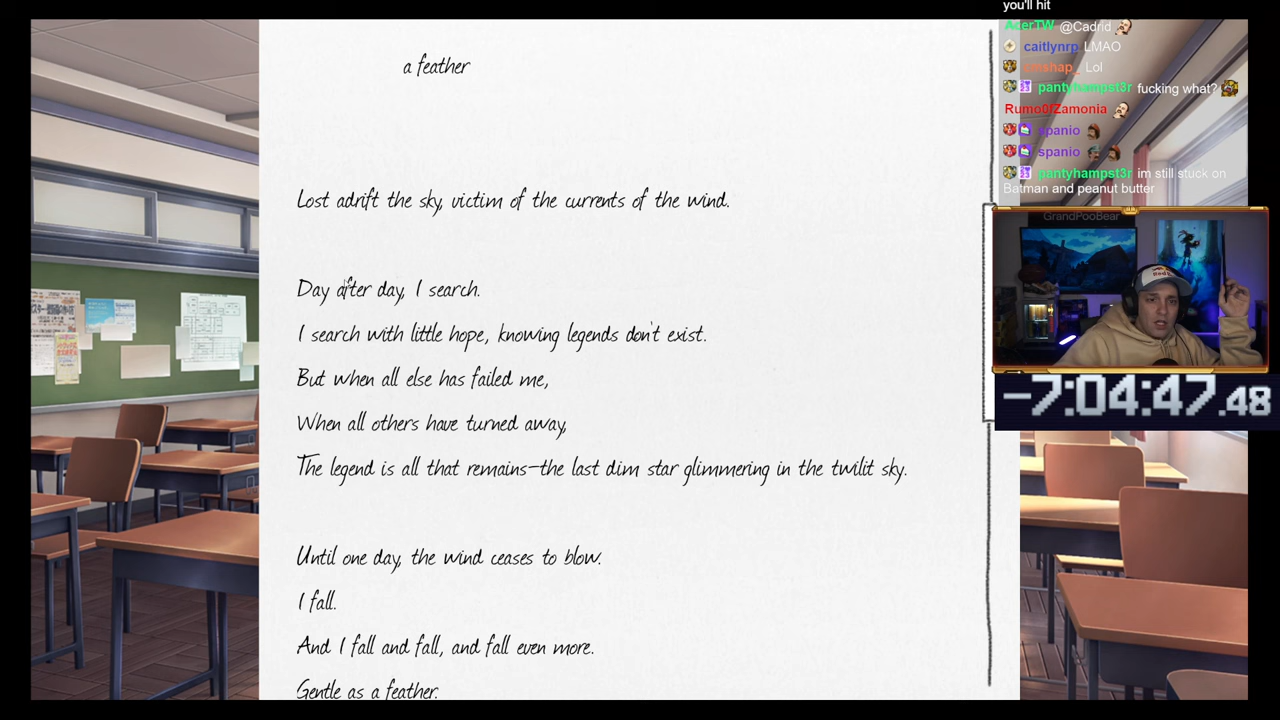 you'll hit
AcerTW @Cadrid
caitlynrp LMAO
Lol
pantyhampst3r fucking what?
Rumo0fZamonia
spanio
spanio
pantyhampst3r im still stuck on
Batman and peanut butter
GrandPooBear
-7:04:47.48
a feather
Lost adrift the sky, victim of the currents of the wind.
Day after day, I search.
I search with little hope, knowing legends don't exist.
But when all else has failed me,
When all others have turned away,
The legend is all that remains—the last dim star glimmering in the twilit sky.
Until one day, the wind ceases to blow.
I fall.
And I fall and fall, and fall even more.
Gentle as a feather.